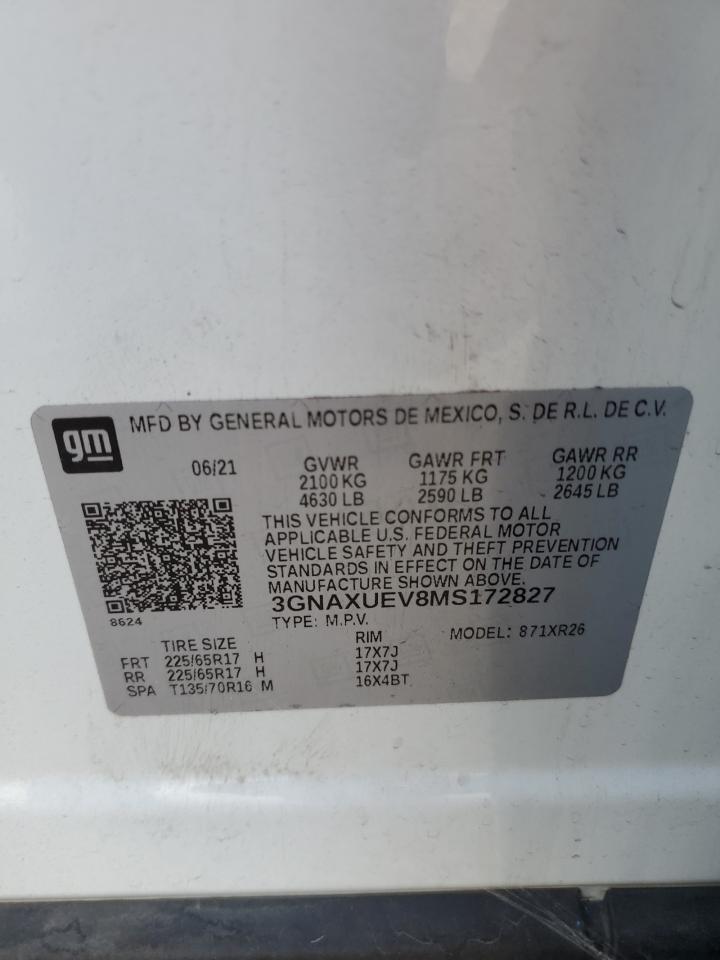 gm MFD BY GENERAL MOTORS DE MEXICO, S. DE R.L. DE C.V.
06/21 GVWR GAWR FRT GAWR RR
2100 KG 1175 KG 1200 KG
4630 LB 2590 LB 2645 LB
THIS VEHICLE CONFORMS TO ALL
APPLICABLE U.S. FEDERAL MOTOR
VEHICLE SAFETY AND THEFT PREVENTION
STANDARDS IN EFFECT ON THE DATE OF
MANUFACTURE SHOWN ABOVE.
3GNAXUEV8MS172827
8624
TYPE: M.P.V. MODEL: 871XR26
TIRE SIZE RIM
FRT 225/65R17 H 17X7J
RR 225/65R17 H 17X7J
SPA T135/70R16 M 16X4BT